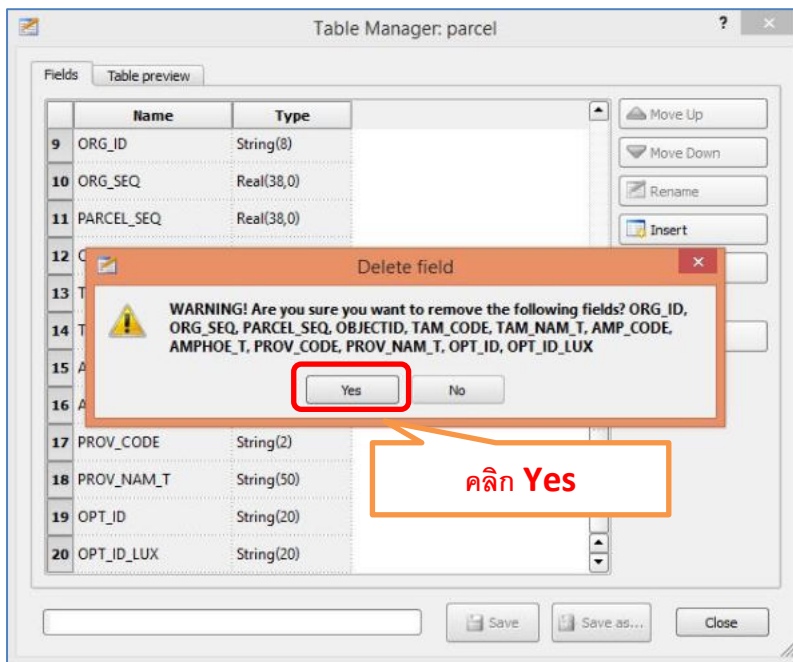 Table Manager: parcel
?
Fields
Table preview
Name
Type
Move Up
9 ORG_ID String(8)
Move Down
10 ORG_SEQ Real(38,0)
Rename
11 PARCEL_SEQ Real(38,0)
Insert
12
Delete field
13 T
WARNING! Are you sure you want to remove the following fields? ORG_ID,
ORG_SEQ, PARCEL_SEQ, OBJECTID, TAM_CODE, TAM_NAM_T, AMP_CODE,
AMPHOE_T, PROV_CODE, PROV_NAM_T, OPT_ID, OPT_ID_LUX
14 T
15 A
Yes
No
16 A
17 PROV_CODE String(2)
คลิก Yes
18 PROV_NAM_T String(50)
19 OPT_ID String(20)
20 OPT_ID_LUX String(20)
Save
Save as...
Close